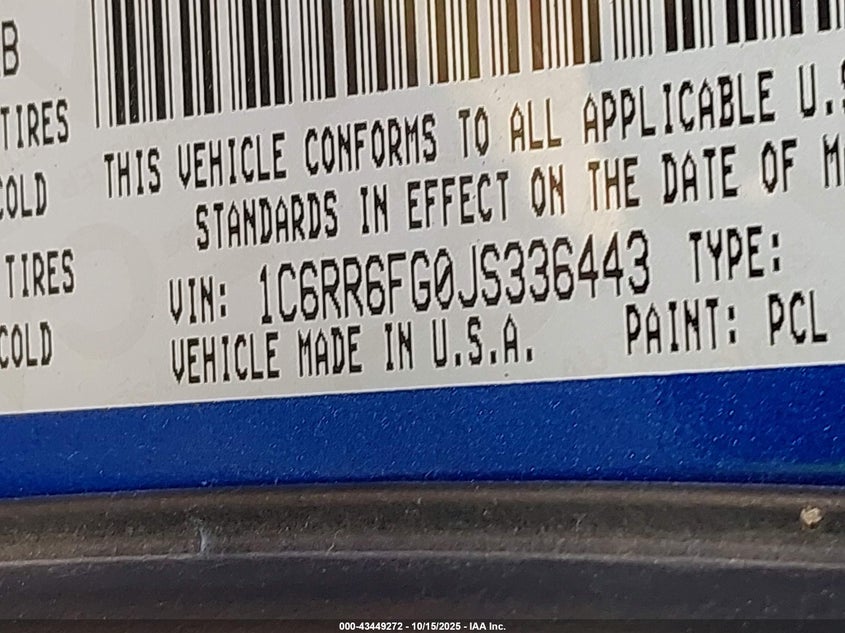 B
TIRES
COLD
TIRES
COLD
THIS VEHICLE CONFORMS TO ALL APPLICABLE U.S
STANDARDS IN EFFECT ON THE DATE OF M
VIN: 1C6RR6FG0JS336443 TYPE:
VEHICLE MADE IN U.S.A. PAINT: PCL
000-43449272 - 10/15/2025 - IAA Inc.